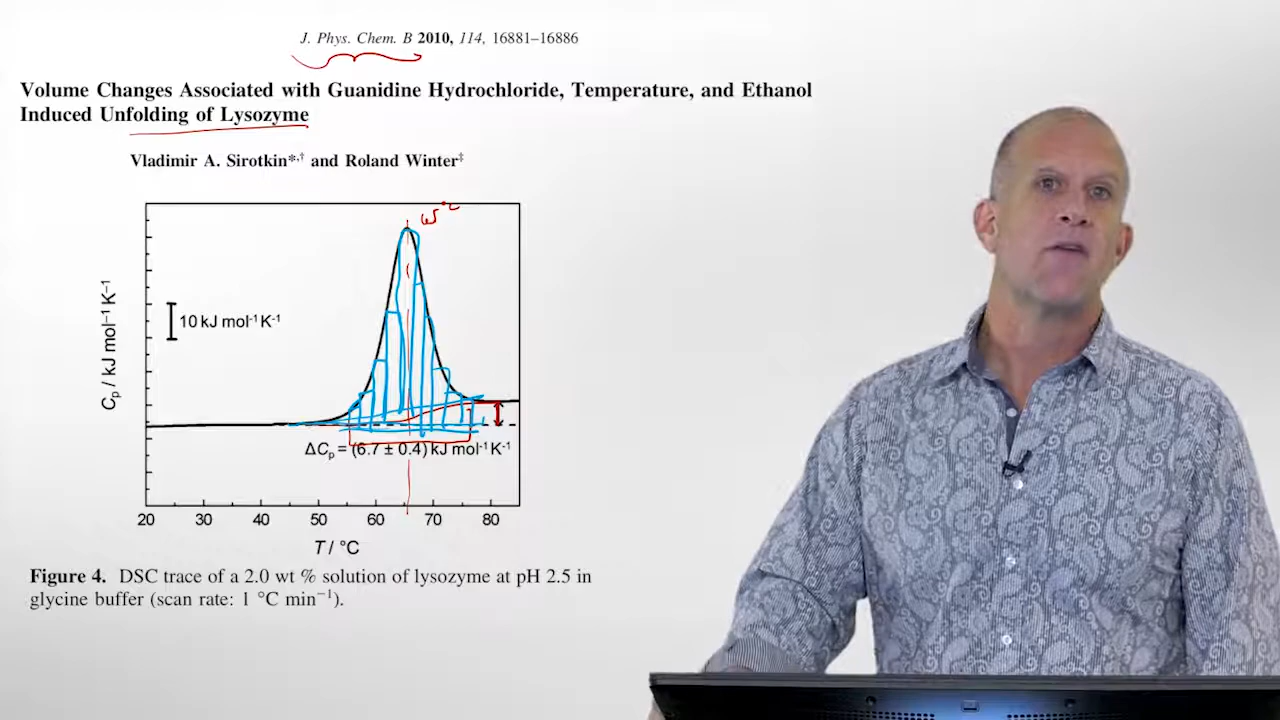 J. Phys. Chem. B 2010, 114, 16881–16886
Volume Changes Associated with Guanidine Hydrochloride, Temperature, and Ethanol
Induced Unfolding of Lysozyme
Vladimir A. Sirotkin*,† and Roland Winter‡
65°C
10 kJ mol⁻¹ K⁻¹
Cp / kJ mol⁻¹ K⁻¹
ΔCp = (6.7 ± 0.4) kJ mol⁻¹ K⁻¹
20 30 40 50 60 70 80
T / °C
Figure 4. DSC trace of a 2.0 wt % solution of lysozyme at pH 2.5 in
glycine buffer (scan rate: 1 °C min⁻¹).